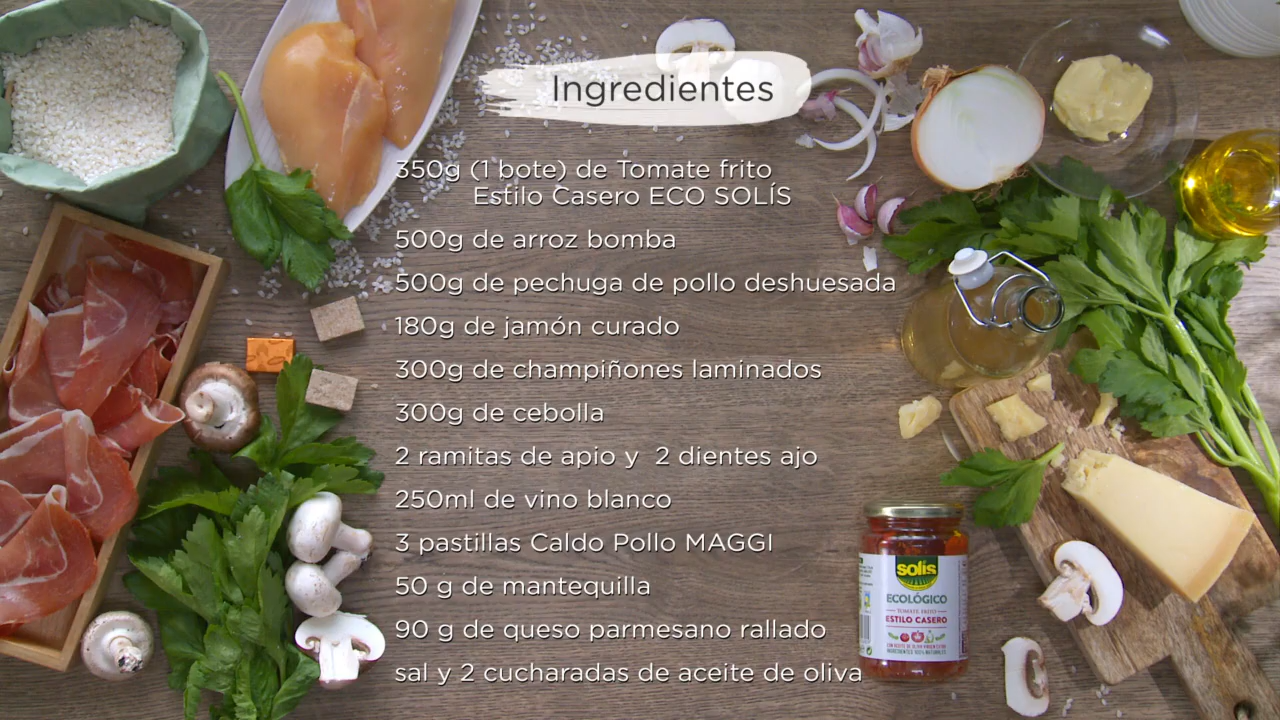 Ingredientes
350g (1 bote) de Tomate frito
Estilo Casero ECO SOLÍS
500g de arroz bomba
500g de pechuga de pollo deshuesada
180g de jamón curado
300g de champiñones laminados
300g de cebolla
2 ramitas de apio y  2 dientes ajo
250ml de vino blanco
3 pastillas Caldo Pollo MAGGI
50 g de mantequilla
90 g de queso parmesano rallado
sal y 2 cucharadas de aceite de oliva
solís
ECOLÓGICO
TOMATE FRITO
ESTILO CASERO